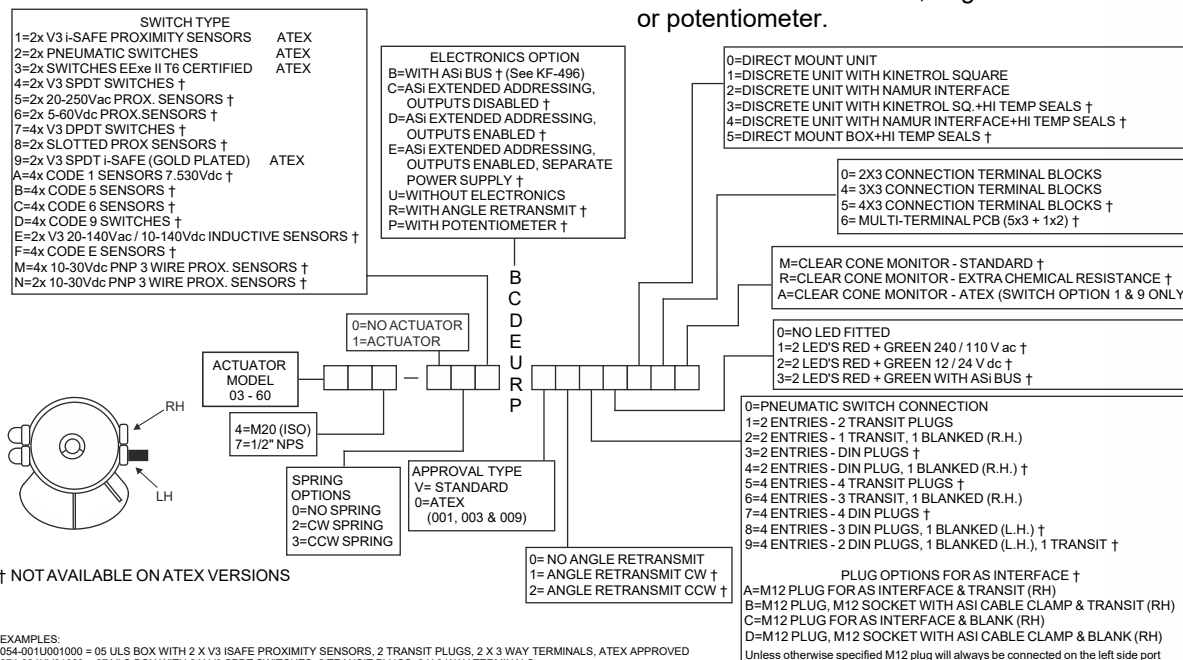 or potentiometer.
SWITCH TYPE
1=2x V3 i-SAFE PROXIMITY SENSORS ATEX
2=2x PNEUMATIC SWITCHES ATEX
3=2x SWITCHES EExe II T6 CERTIFIED ATEX
4=2x V3 SPDT SWITCHES †
5=2x 20-250Vac PROX. SENSORS †
6=2x 5-60Vdc PROX.SENSORS †
7=4x V3 DPDT SWITCHES †
8=2x SLOTTED PROX SENSORS †
9=2x V3 SPDT i-SAFE (GOLD PLATED) ATEX
A=4x CODE 1 SENSORS 7.530Vdc †
B=4x CODE 5 SENSORS †
C=4x CODE 6 SENSORS †
D=4x CODE 9 SWITCHES †
E=2x V3 20-140Vac / 10-140Vdc INDUCTIVE SENSORS †
F=4x CODE E SENSORS †
M=4x 10-30Vdc PNP 3 WIRE PROX. SENSORS †
N=2x 10-30Vdc PNP 3 WIRE PROX. SENSORS †
ELECTRONICS OPTION
B=WITH ASi BUS † (See KF-496)
C=ASi EXTENDED ADDRESSING,
OUTPUTS DISABLED †
D=ASi EXTENDED ADDRESSING,
OUTPUTS ENABLED †
E=ASi EXTENDED ADDRESSING,
OUTPUTS ENABLED, SEPARATE
POWER SUPPLY †
U=WITHOUT ELECTRONICS
R=WITH ANGLE RETRANSMIT †
P=WITH POTENTIOMETER †
0=DIRECT MOUNT UNIT
1=DISCRETE UNIT WITH KINETROL SQUARE
2=DISCRETE UNIT WITH NAMUR INTERFACE
3=DISCRETE UNIT WITH KINETROL SQ.+HI TEMP SEALS †
4=DISCRETE UNIT WITH NAMUR INTERFACE+HI TEMP SEALS †
5=DIRECT MOUNT BOX+HI TEMP SEALS †
0= 2X3 CONNECTION TERMINAL BLOCKS
4= 3X3 CONNECTION TERMINAL BLOCKS
5= 4X3 CONNECTION TERMINAL BLOCKS †
6= MULTI-TERMINAL PCB (5x3 + 1x2) †
M=CLEAR CONE MONITOR - STANDARD †
R=CLEAR CONE MONITOR - EXTRA CHEMICAL RESISTANCE †
A=CLEAR CONE MONITOR - ATEX (SWITCH OPTION 1 & 9 ONLY
0=NO LED FITTED
1=2 LED'S RED + GREEN 240 / 110 V ac †
2=2 LED'S RED + GREEN 12 / 24 V dc †
3=2 LED'S RED + GREEN WITH ASi BUS †
B
C
D
E
U
R
P
0=NO ACTUATOR
1=ACTUATOR
ACTUATOR
MODEL
03 - 60
–
4=M20 (ISO)
7=1/2" NPS
RH
LH
SPRING
OPTIONS
0=NO SPRING
2=CW SPRING
3=CCW SPRING
APPROVAL TYPE
V= STANDARD
0=ATEX
(001, 003 & 009)
0= NO ANGLE RETRANSMIT
1= ANGLE RETRANSMIT CW †
2= ANGLE RETRANSMIT CCW †
0=PNEUMATIC SWITCH CONNECTION
1=2 ENTRIES - 2 TRANSIT PLUGS
2=2 ENTRIES - 1 TRANSIT, 1 BLANKED (R.H.)
3=2 ENTRIES - DIN PLUGS †
4=2 ENTRIES - DIN PLUG, 1 BLANKED (R.H.) †
5=4 ENTRIES - 4 TRANSIT PLUGS †
6=4 ENTRIES - 3 TRANSIT, 1 BLANKED (R.H.)
7=4 ENTRIES - 4 DIN PLUGS †
8=4 ENTRIES - 3 DIN PLUGS, 1 BLANKED (L.H.) †
9=4 ENTRIES - 2 DIN PLUGS, 1 BLANKED (L.H.), 1 TRANSIT †
PLUG OPTIONS FOR AS INTERFACE †
A=M12 PLUG FOR AS INTERFACE & TRANSIT (RH)
B=M12 PLUG, M12 SOCKET WITH ASI CABLE CLAMP & TRANSIT (RH)
C=M12 PLUG FOR AS INTERFACE & BLANK (RH)
D=M12 PLUG, M12 SOCKET WITH ASI CABLE CLAMP & BLANK (RH)
Unless otherwise specified M12 plug will always be connected on the left side port
† NOT AVAILABLE ON ATEX VERSIONS
EXAMPLES:
054-001U001000 = 05 ULS BOX WITH 2 X V3 ISAFE PROXIMITY SENSORS, 2 TRANSIT PLUGS, 2 X 3 WAY TERMINALS, ATEX APPROVED